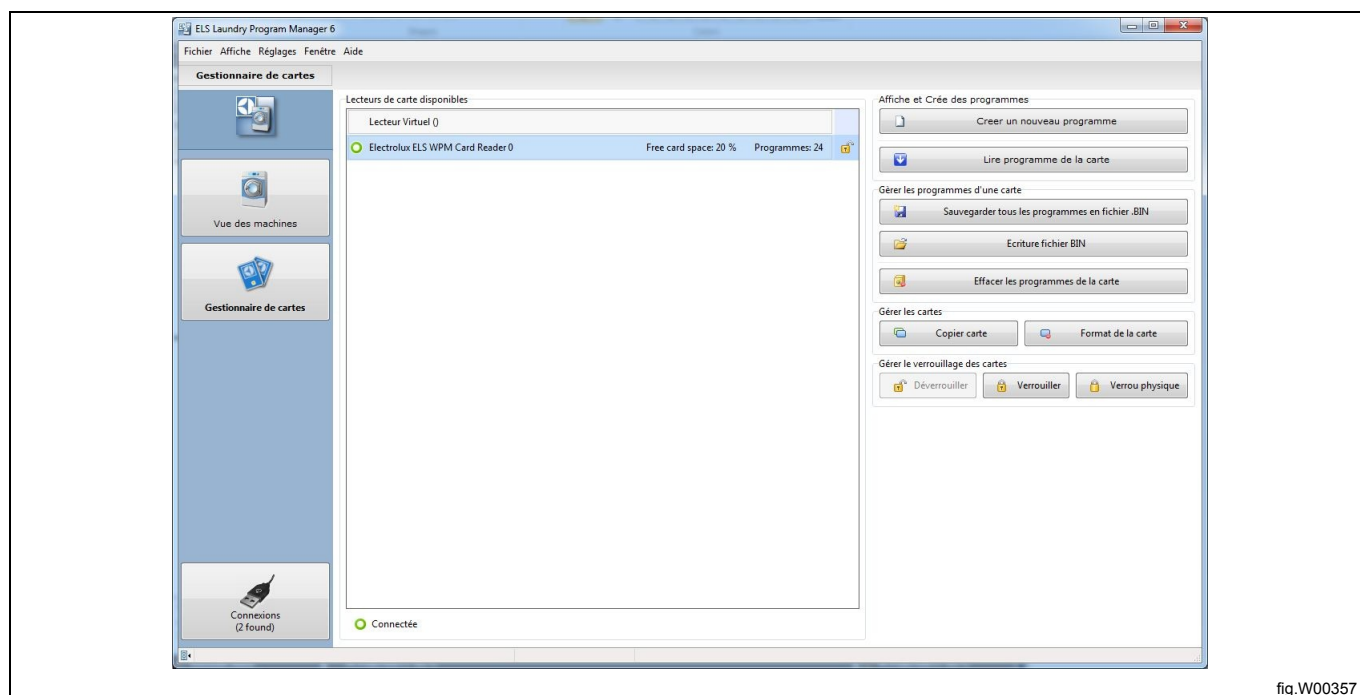 ELS Laundry Program Manager 6
Fichier Affiche Réglages Fenêtre Aide
Gestionnaire de cartes
Vue des machines
Gestionnaire de cartes
Connexions
(2 found)
Lecteurs de carte disponibles
Lecteur Virtuel ()
Electrolux ELS WPM Card Reader 0 Free card space: 20 % Programmes: 24
Connectée
Affiche et Crée des programmes
Creer un nouveau programme
Lire programme de la carte
Gérer les programmes d'une carte
Sauvegarder tous les programmes en fichier .BIN
Ecriture fichier BIN
Effacer les programmes de la carte
Gérer les cartes
Copier carte Format de la carte
Gérer le verrouillage des cartes
Déverrouiller Verrouiller Verrou physique
fig.W00357